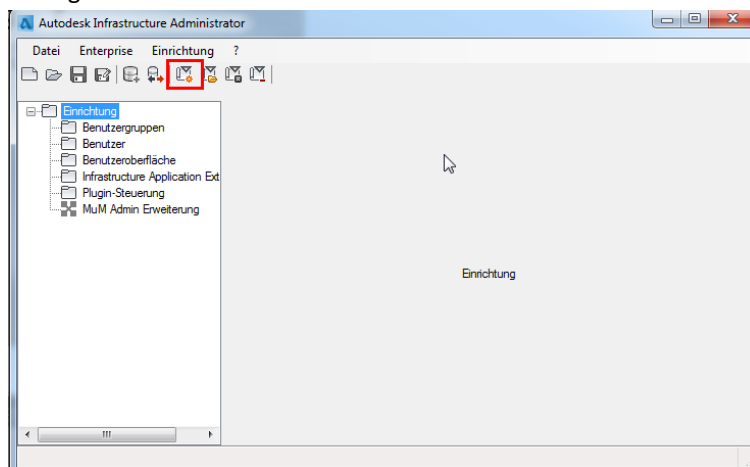 Autodesk Infrastructure Administrator
Datei Enterprise Einrichtung ?
Einrichtung
Benutzergruppen
Benutzer
Benutzeroberfläche
Infrastructure Application Ext
Plugin-Steuerung
MuM Admin Erweiterung
Einrichtung